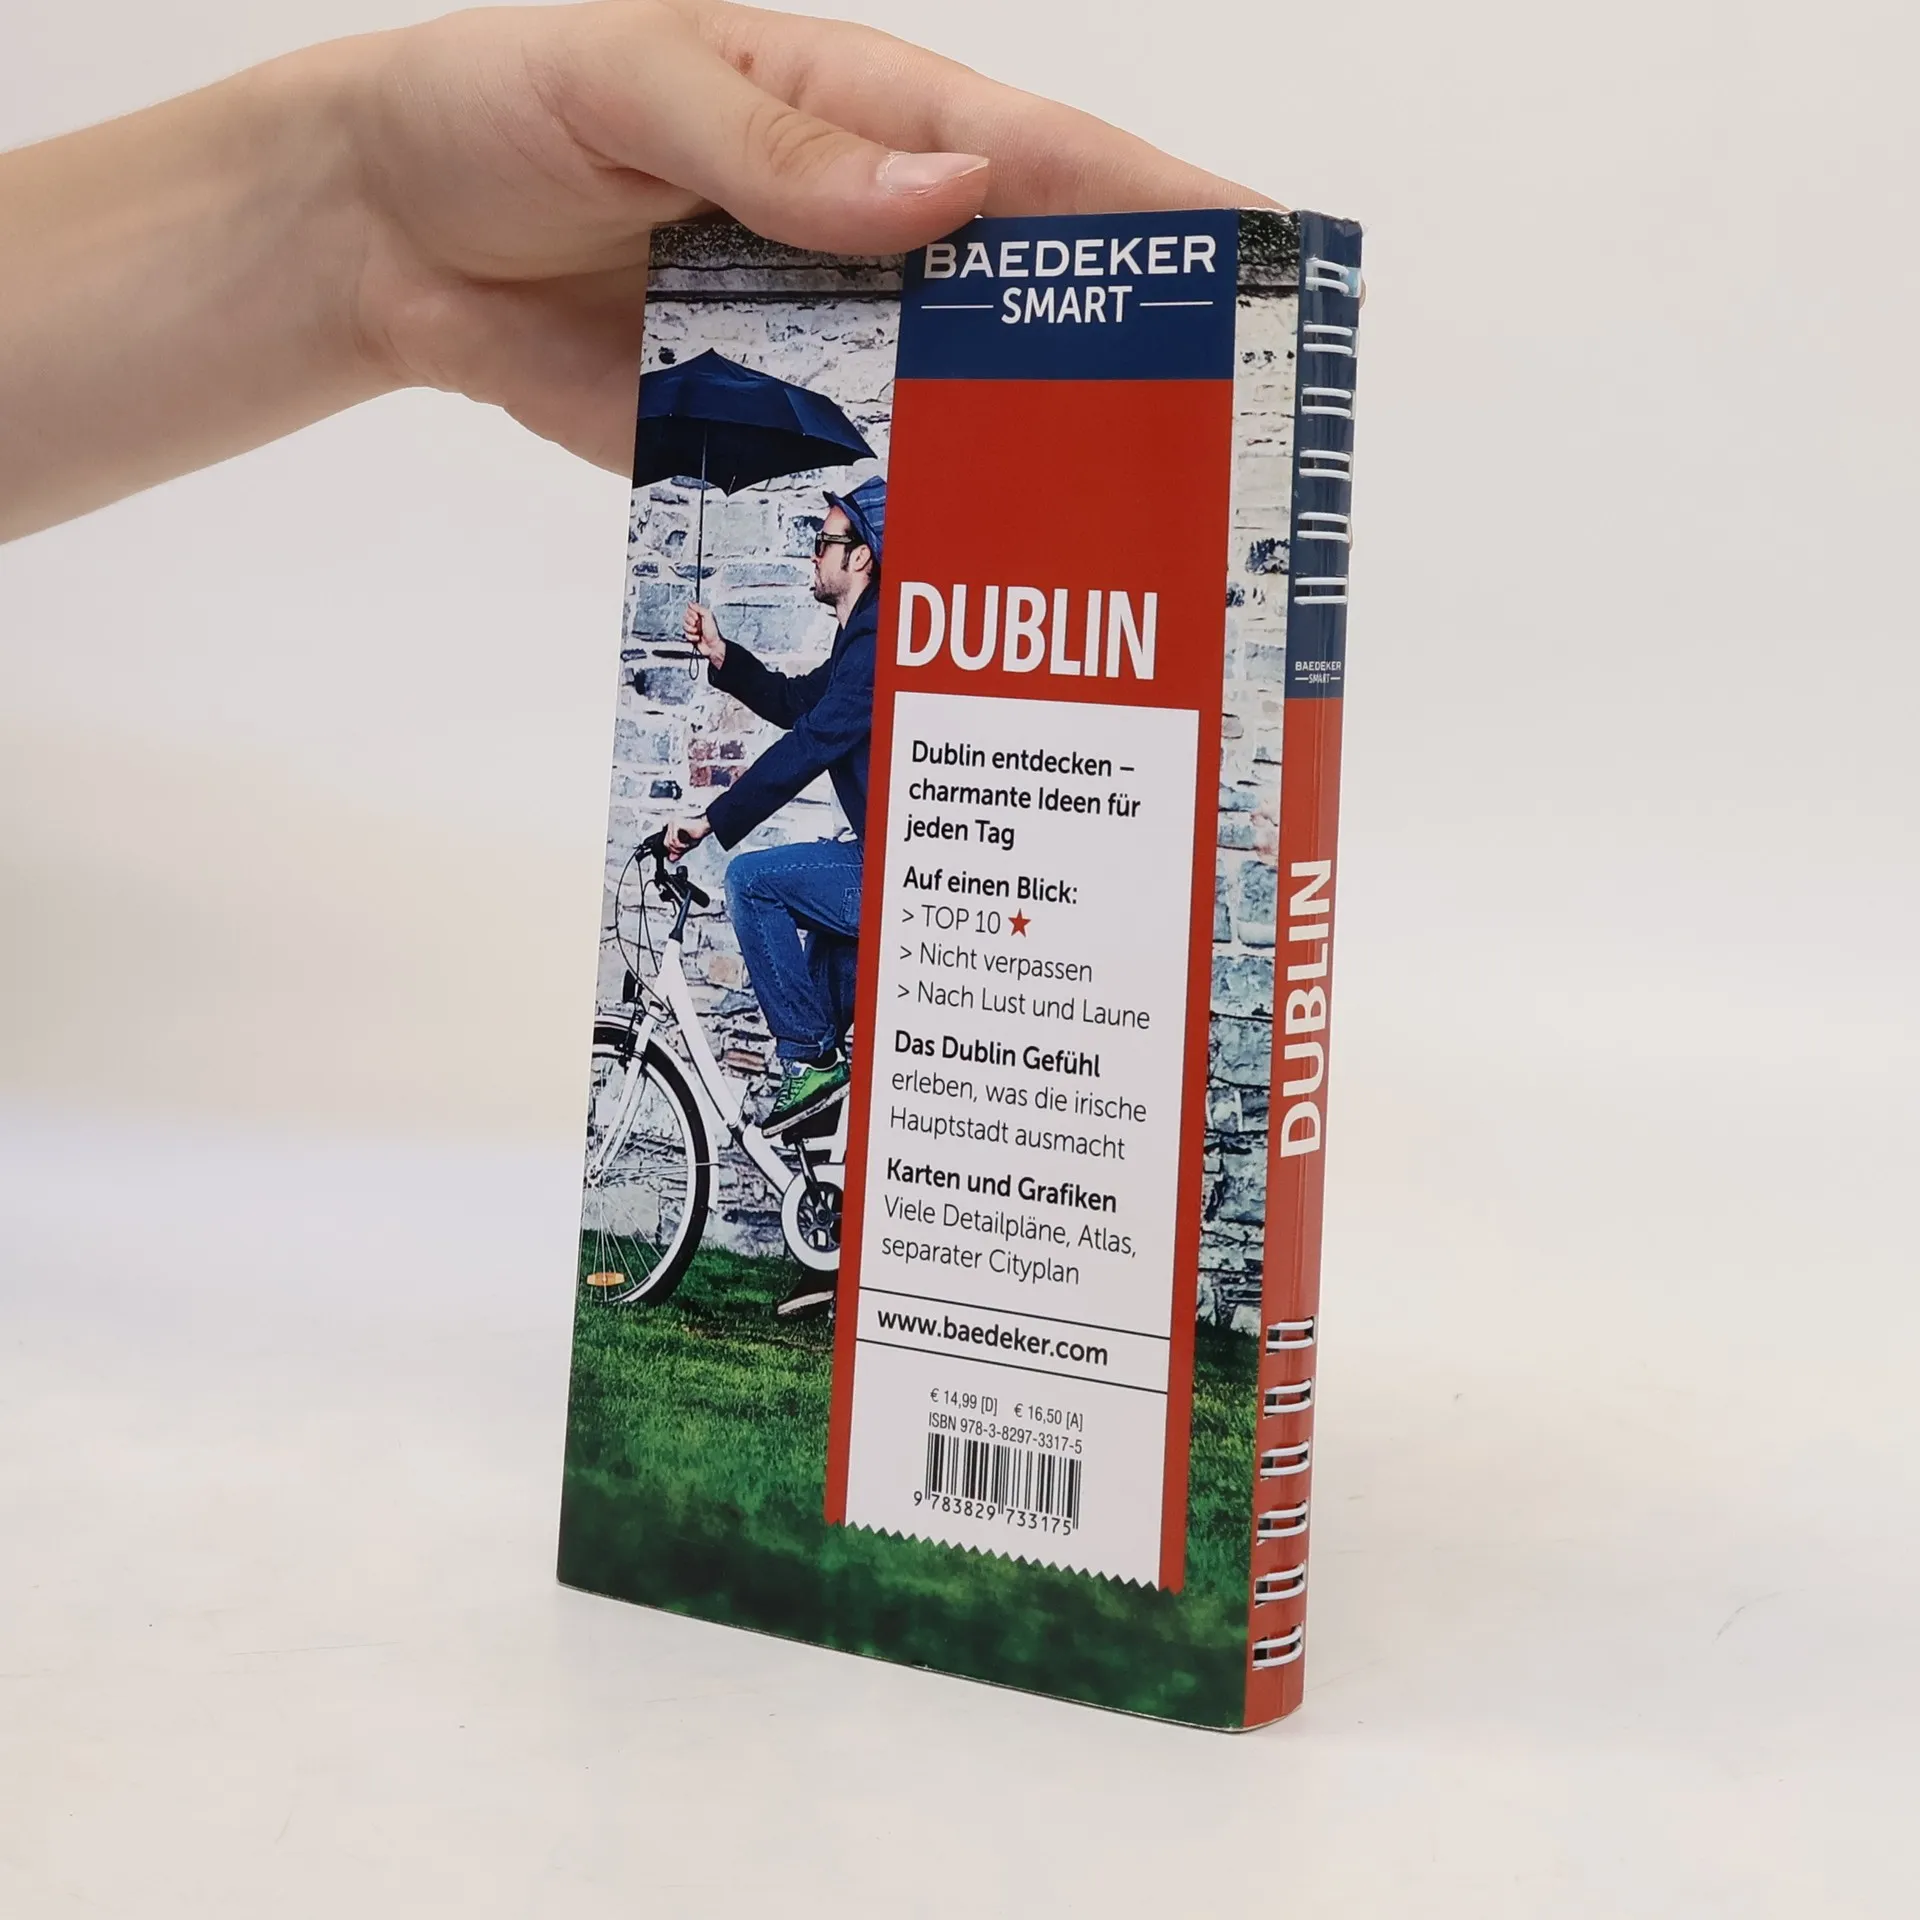 BAEDEKER
SMART
DUBLIN
Dublin entdecken –
charmante Ideen für
jeden Tag
Auf einen Blick:
> TOP 10 ★
> Nicht verpassen
> Nach Lust und Laune
Das Dublin Gefühl
erleben, was die irische
Hauptstadt ausmacht
Karten und Grafiken
Viele Detailpläne, Atlas,
separater Cityplan
www.baedeker.com
€ 14,99 [D] € 16,50 [A]
ISBN 978-3-8297-3317-5
9 783829 733175
BAEDEKER
SMART
DUBLIN